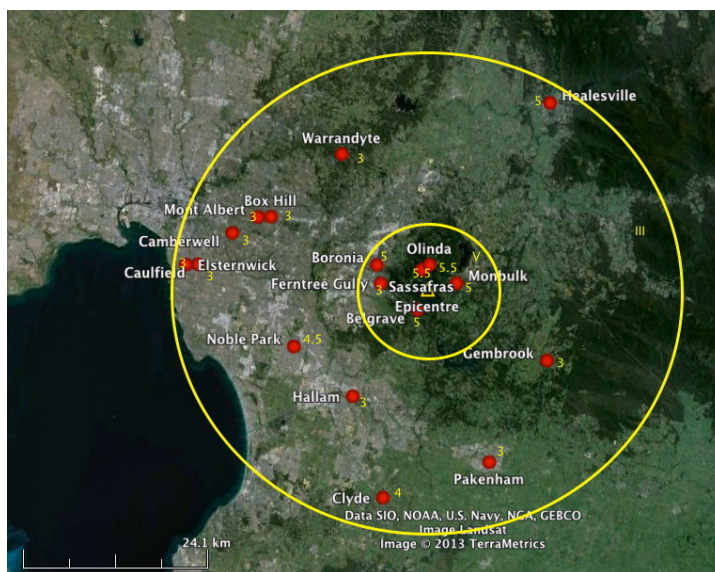 Healesville
5
Warrandyte
3
Mont Albert
3
Box Hill
3
Camberwell
3
III
Olinda
5.5
V
Boronia
5
Caulfield
3
Elsternwick
3
Ferntree Gully
3
Sassafras
5.5
Monbulk
5
Epicentre
Belgrave
5
Noble Park
4.5
Gembrook
3
Hallam
3
Pakenham
3
Clyde
4
Data SIO, NOAA, U.S. Navy, NGA, GEBCO
Image Landsat
Image © 2013 TerraMetrics
24.1 km